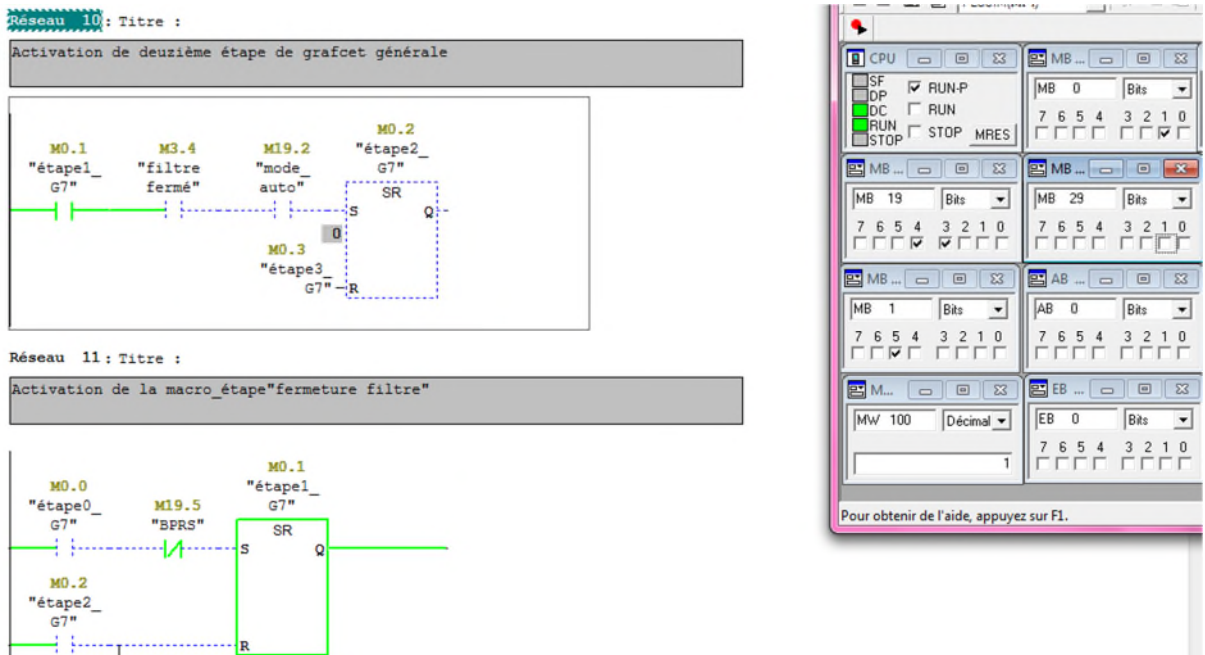 Réseau 10: Titre :
Activation de deuxième étape de grafcet générale
M0.2
M0.1 M3.4 M19.2 "étape2_
"étape1_ "filtre "mode_ G7"
G7" fermé" auto" SR
S Q
0
M0.3
"étape3_
G7" R
Réseau 11: Titre :
Activation de la macro_étape"fermeture filtre"
M0.1
M0.0 "étape1_
"étape0_ M19.5 G7"
G7" "BPRS" SR
S Q
M0.2
"étape2_
G7"
R
CPU
SF
DP
DC
RUN
STOP
RUN-P
RUN
STOP MRES
MB ...
MB 0 Bits
7 6 5 4 3 2 1 0
MB ...
MB 19 Bits
7 6 5 4 3 2 1 0
MB ...
MB 29 Bits
7 6 5 4 3 2 1 0
MB ...
MB 1 Bits
7 6 5 4 3 2 1 0
AB ...
AB 0 Bits
7 6 5 4 3 2 1 0
M...
MW 100 Décimal
1
EB ...
EB 0 Bits
7 6 5 4 3 2 1 0
Pour obtenir de l'aide, appuyez sur F1.